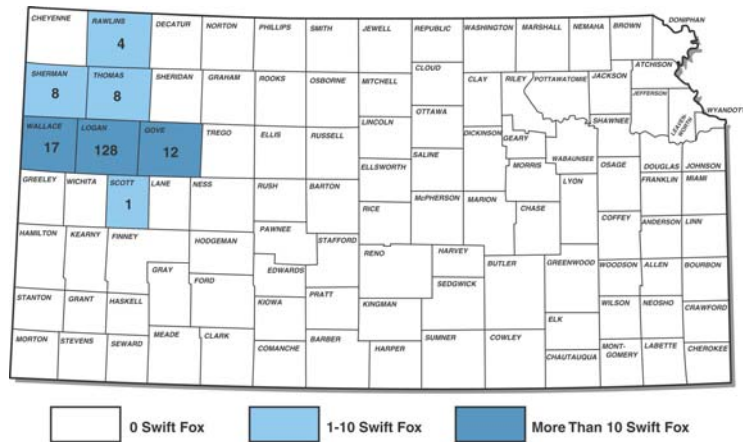 CHEYENNE RAWLINS DECATUR NORTON PHILLIPS SMITH JEWELL REPUBLIC WASHINGTON MARSHALL NEMAHA BROWN DONIPHAN
4
ATCHISON
SHERMAN THOMAS SHERIDAN GRAHAM ROOKS OSBORNE MITCHELL CLOUD CLAY RILEY POTTAWATOMIE JACKSON JEFFERSON LEAVEN-WORTH WYANDOTT
8 8
OTTAWA
WALLACE LOGAN GOVE TREGO ELLIS RUSSELL LINCOLN DICKINSON GEARY SHAWNEE
17 128 12
SALINE WABAUNSEE
ELLSWORTH MORRIS OSAGE DOUGLAS JOHNSON
GREELEY WICHITA SCOTT LANE NESS RUSH BARTON LYON FRANKLIN MIAMI
1
RICE McPHERSON MARION CHASE
HAMILTON KEARNY FINNEY HODGEMAN PAWNEE STAFFORD COFFEY ANDERSON LINN
RENO HARVEY
GRAY EDWARDS BUTLER GREENWOOD WOODSON ALLEN BOURBON
FORD SEDGWICK
STANTON GRANT HASKELL KIOWA PRATT KINGMAN WILSON NEOSHO CRAWFORD
ELK
MORTON STEVENS SEWARD MEADE CLARK COMANCHE BARBER HARPER SUMNER COWLEY CHAUTAUQUA MONT-GOMERY LABETTE CHEROKEE
0 Swift Fox 1-10 Swift Fox More Than 10 Swift Fox